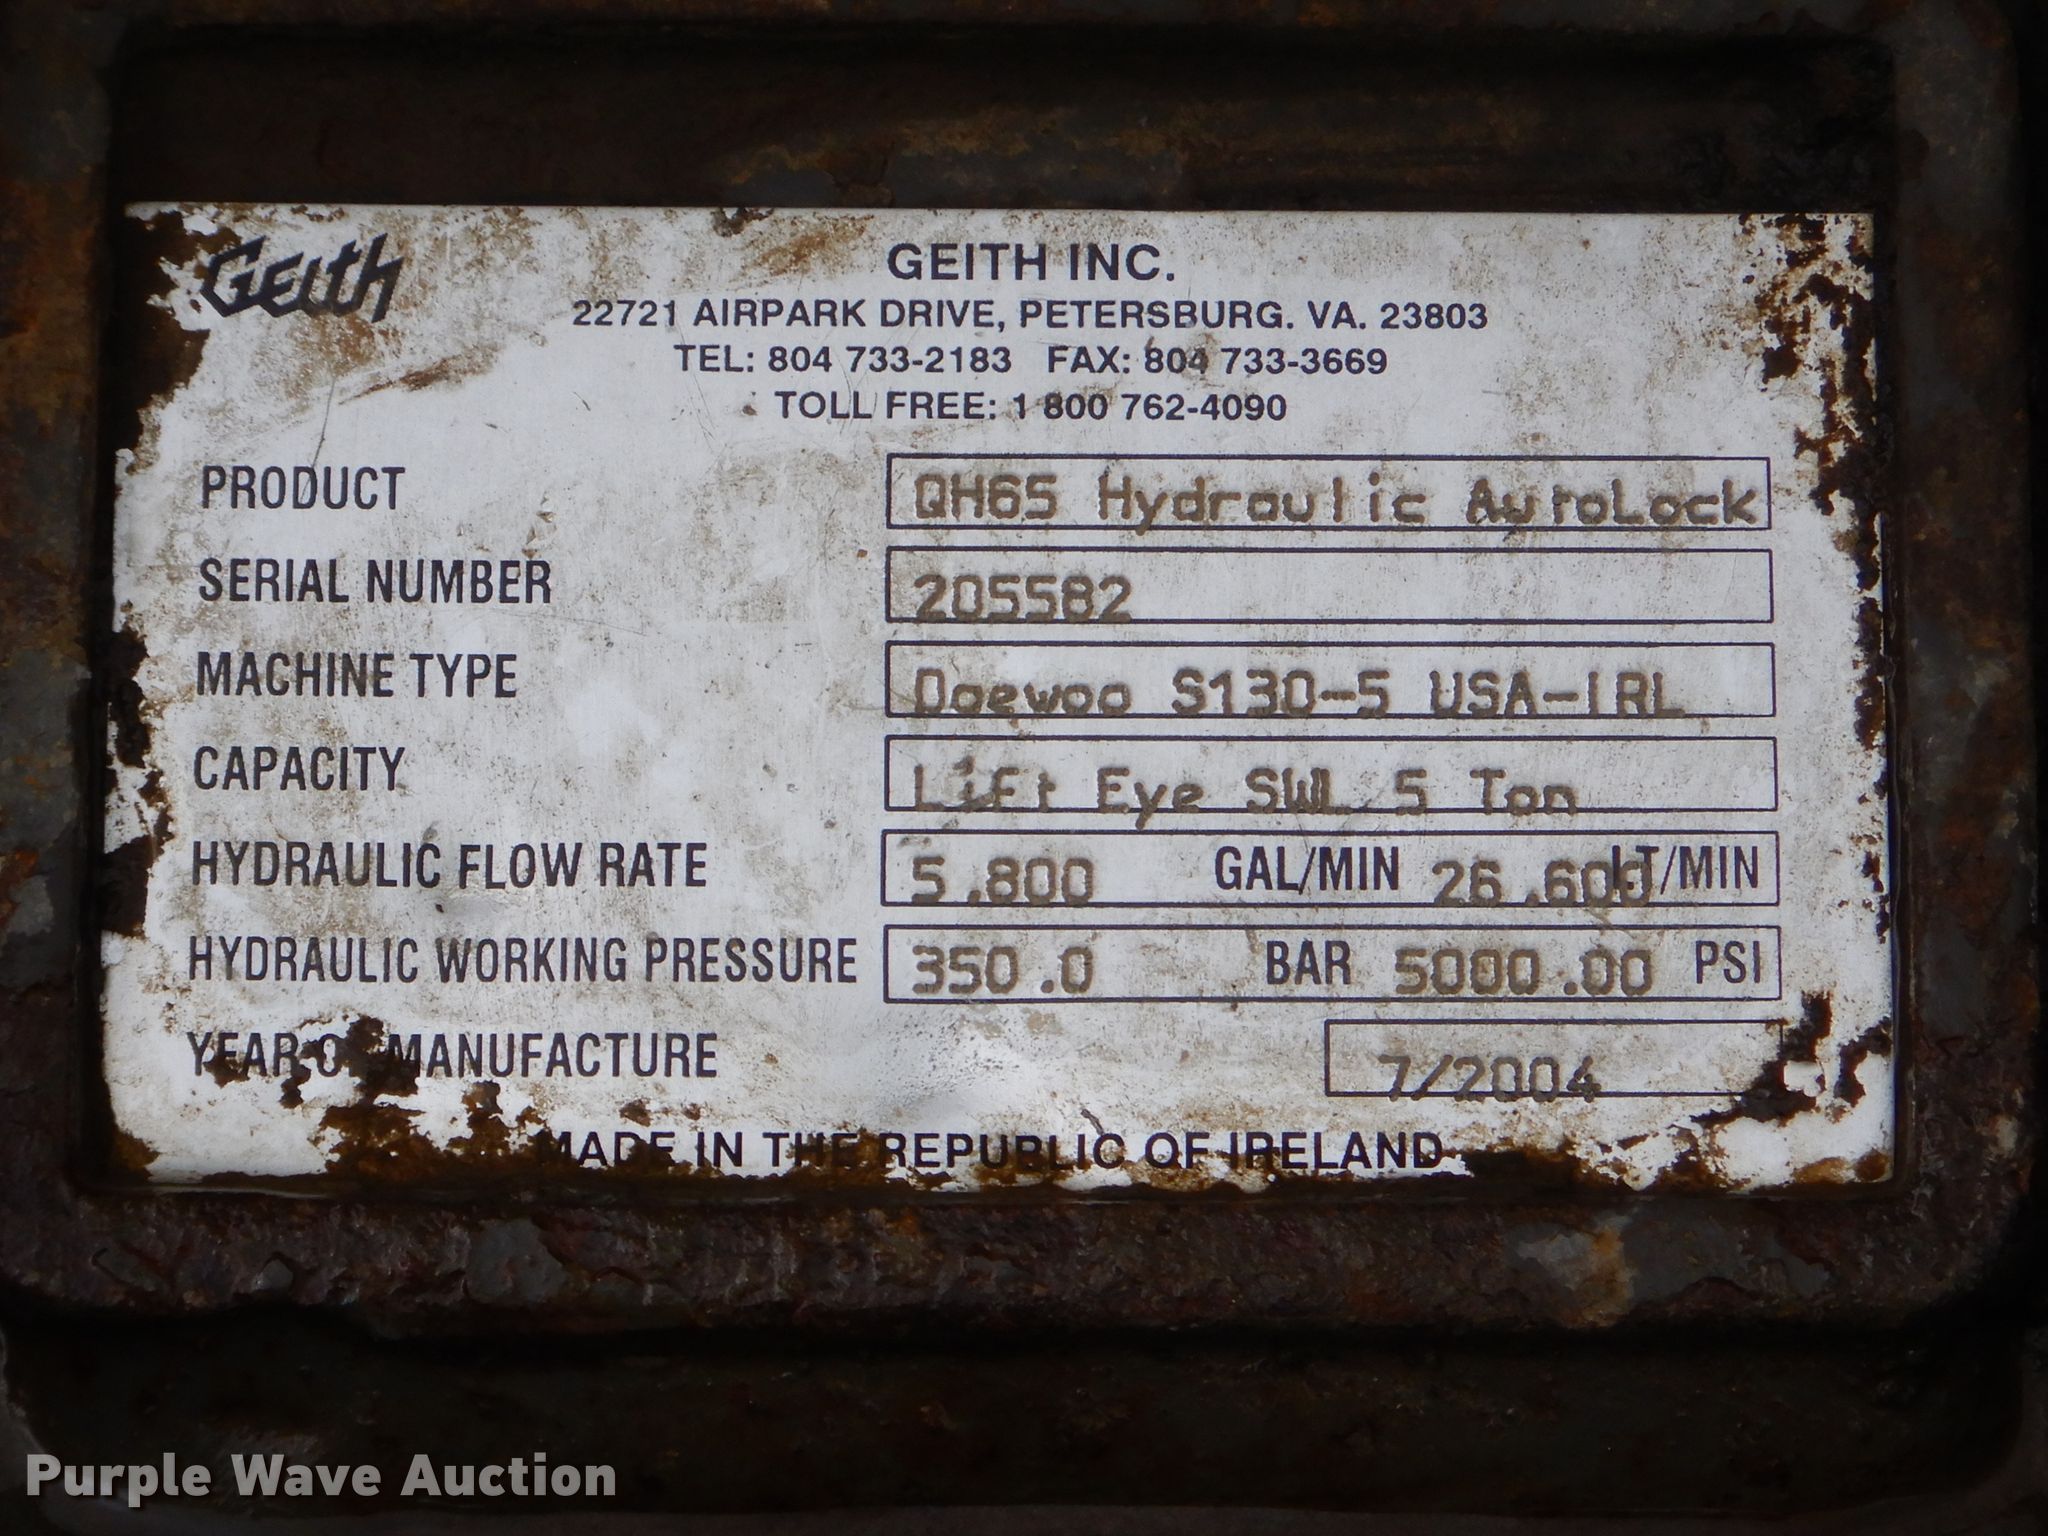 Geith
GEITH INC.
22721 AIRPARK DRIVE, PETERSBURG. VA. 23803
TEL: 804 733-2183 FAX: 804 733-3669
TOLL FREE: 1 800 762-4090
PRODUCT QH65 Hydraulic AutoLock
SERIAL NUMBER 205582
MACHINE TYPE Daewoo S130-5 USA-IRL
CAPACITY Lift Eye SWL 5 Ton
HYDRAULIC FLOW RATE 5.800 GAL/MIN 26.600 LT/MIN
HYDRAULIC WORKING PRESSURE 350.0 BAR 5000.00 PSI
YEAR OF MANUFACTURE 7/2004
MADE IN THE REPUBLIC OF IRELAND
Purple Wave Auction